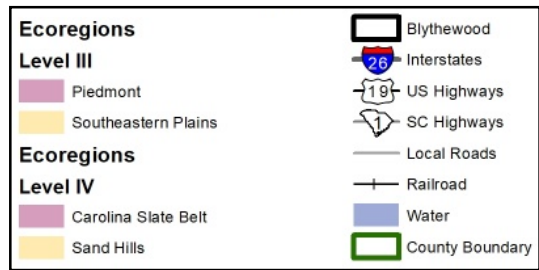 Ecoregions
Level III
Piedmont
Southeastern Plains
Ecoregions
Level IV
Carolina Slate Belt
Sand Hills
Blythewood
26 Interstates
19 US Highways
1 SC Highways
Local Roads
Railroad
Water
County Boundary